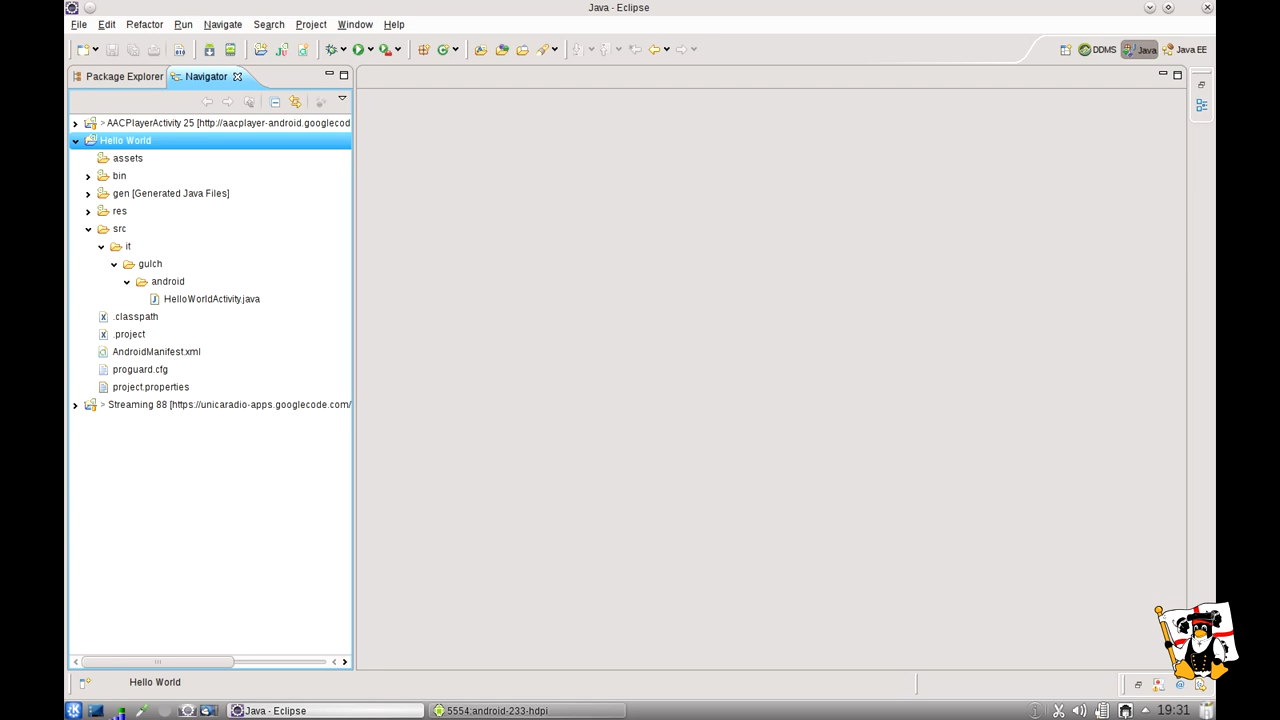 Java - Eclipse
File Edit Refactor Run Navigate Search Project Window Help
DDMS Java Java EE
Package Explorer Navigator
> AACPlayerActivity 25 [http://aacplayer-android.googlecod
Hello World
assets
bin
gen [Generated Java Files]
res
src
it
gulch
android
HelloWorldActivity.java
.classpath
.project
AndroidManifest.xml
proguard.cfg
project.properties
> Streaming 88 [https://unicaradio-apps.googlecode.com/
Hello World
Java - Eclipse 5554:android-233-hdpi 19:31